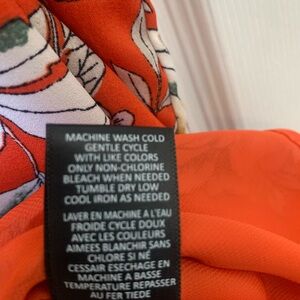 MACHINE WASH COLD
GENTLE CYCLE
WITH LIKE COLORS
ONLY NON-CHLORINE
BLEACH WHEN NEEDED
TUMBLE DRY LOW
COOL IRON AS NEEDED
LAVER EN MACHINE A L'EAU
FROIDE CYCLE DOUX
AVEC LES COULEURS
AIMEES BLANCHIR SANS
CHLORE SI NÉ
CESSAIR ESECHAGE EN
MACHINE A BASSE
TEMPERATURE REPASSER
AU FER TIEDE